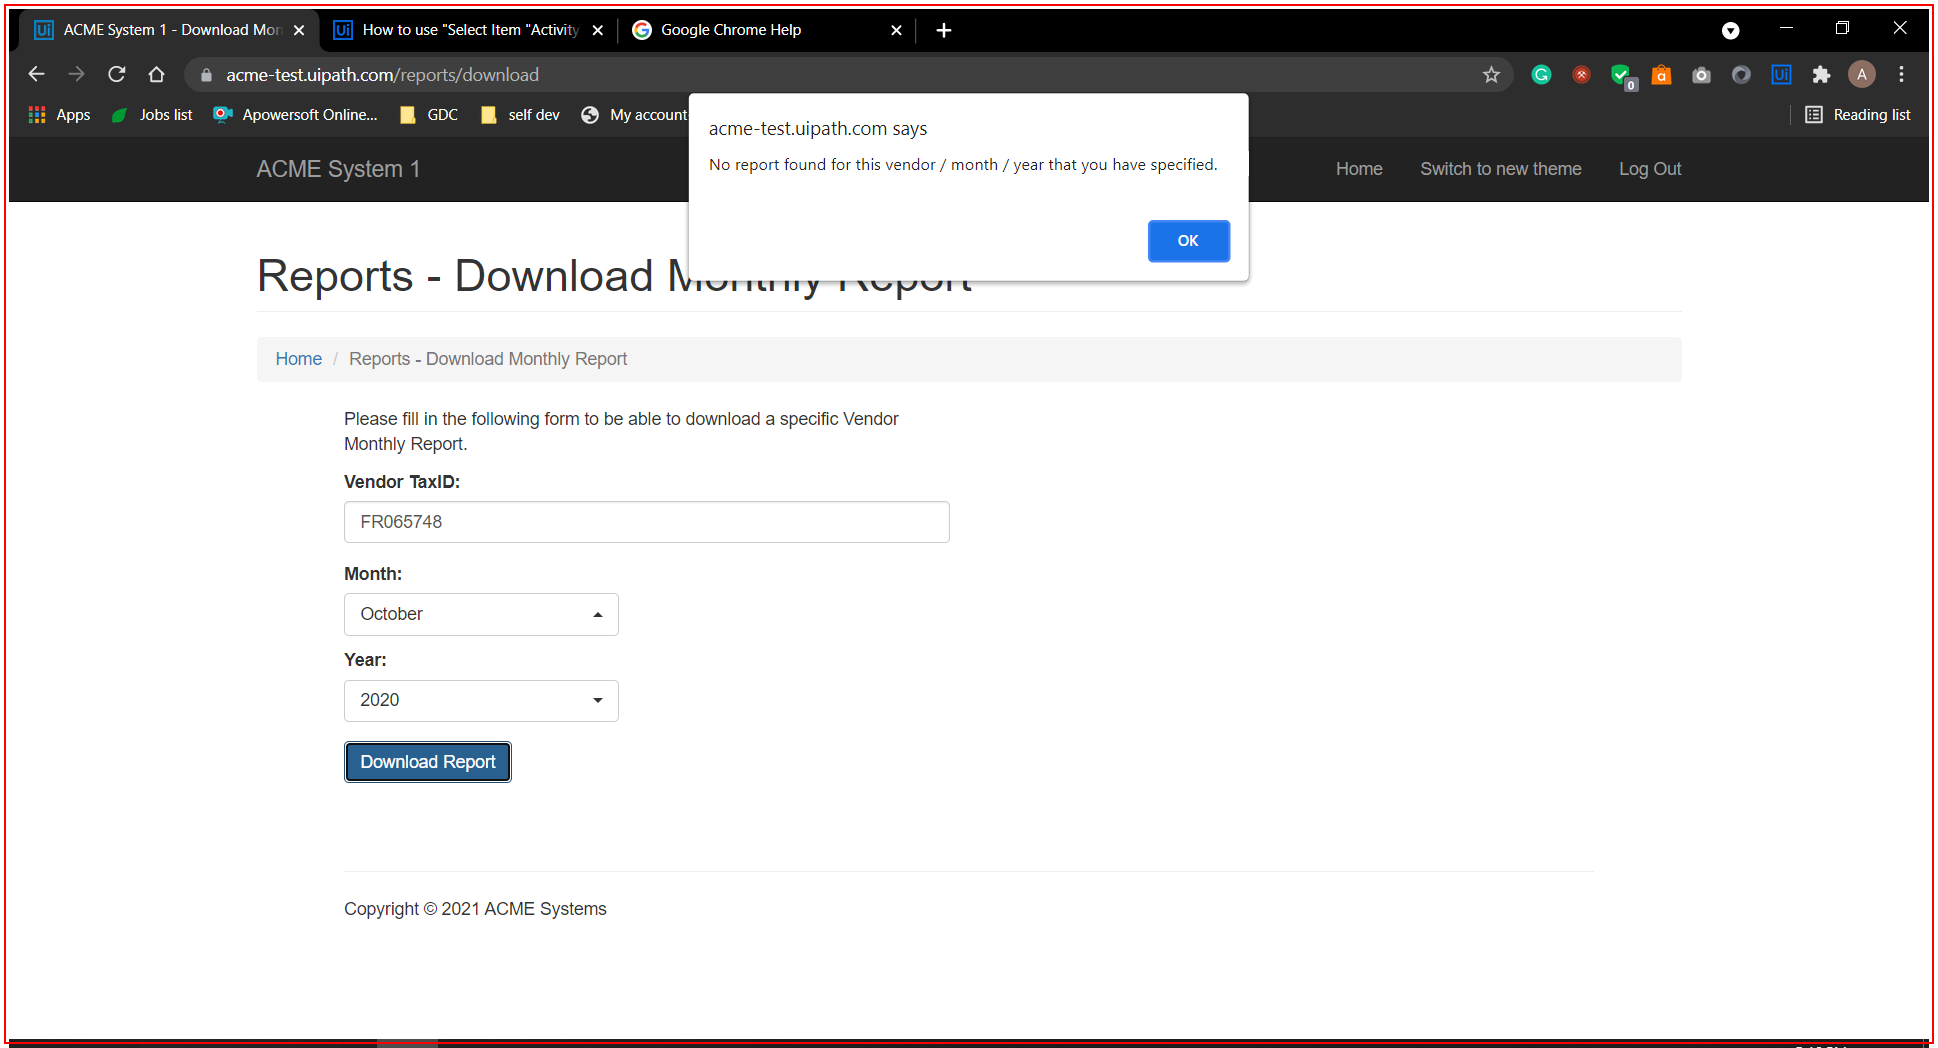 ACME System 1 - Download Mon
How to use "Select Item "Activity
Google Chrome Help
acme-test.uipath.com/reports/download
0
A
Apps
Jobs list
Apowersoft Online...
GDC
self dev
My account
Reading list
acme-test.uipath.com says
No report found for this vendor / month / year that you have specified.
OK
ACME System 1
Home
Switch to new theme
Log Out
Reports - Download Monthly Report
Home / Reports - Download Monthly Report
Please fill in the following form to be able to download a specific Vendor
Monthly Report.
Vendor TaxID:
FR065748
Month:
October
Year:
2020
Download Report
Copyright © 2021 ACME Systems